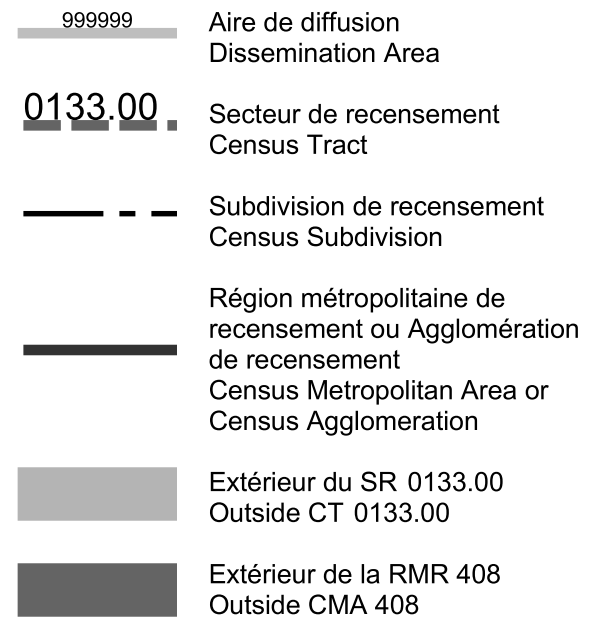 999999
Aire de diffusion
Dissemination Area
0133.00
Secteur de recensement
Census Tract
Subdivision de recensement
Census Subdivision
Région métropolitaine de
recensement ou Agglomération
de recensement
Census Metropolitan Area or
Census Agglomeration
Extérieur du SR 0133.00
Outside CT 0133.00
Extérieur de la RMR 408
Outside CMA 408